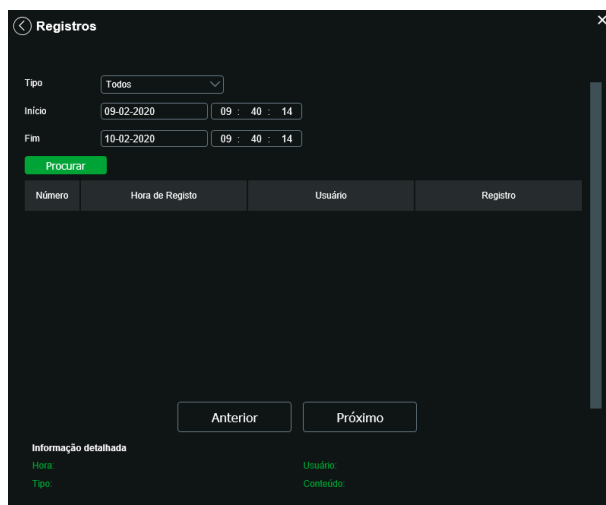 Registros
Tipo Todos
Início 09-02-2020 09 : 40 : 14
Fim 10-02-2020 09 : 40 : 14
Procurar
Número Hora de Registo Usuário Registro
Anterior Próximo
Informação detalhada
Hora: Usuário:
Tipo: Conteúdo: